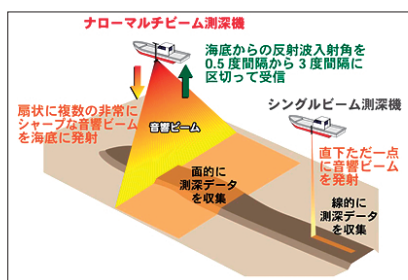 ナローマルチビーム測深機
海底からの反射波入射角を
0.5度間隔から3度間隔に
区切って受信
扇状に複数の非常に
シャープな音響ビーム
を海底に発射
音響ビーム
シングルビーム測深機
直下ただ一点
に音響ビーム
を発射
面的に
測深データ
を収集
線的に
測深データ
を収集